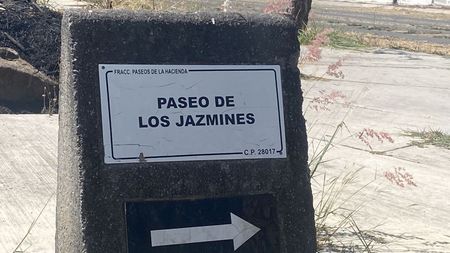 FRACC. PASEOS DE LA HACIENDA
PASEO DE
LOS JAZMINES
C.P. 28017